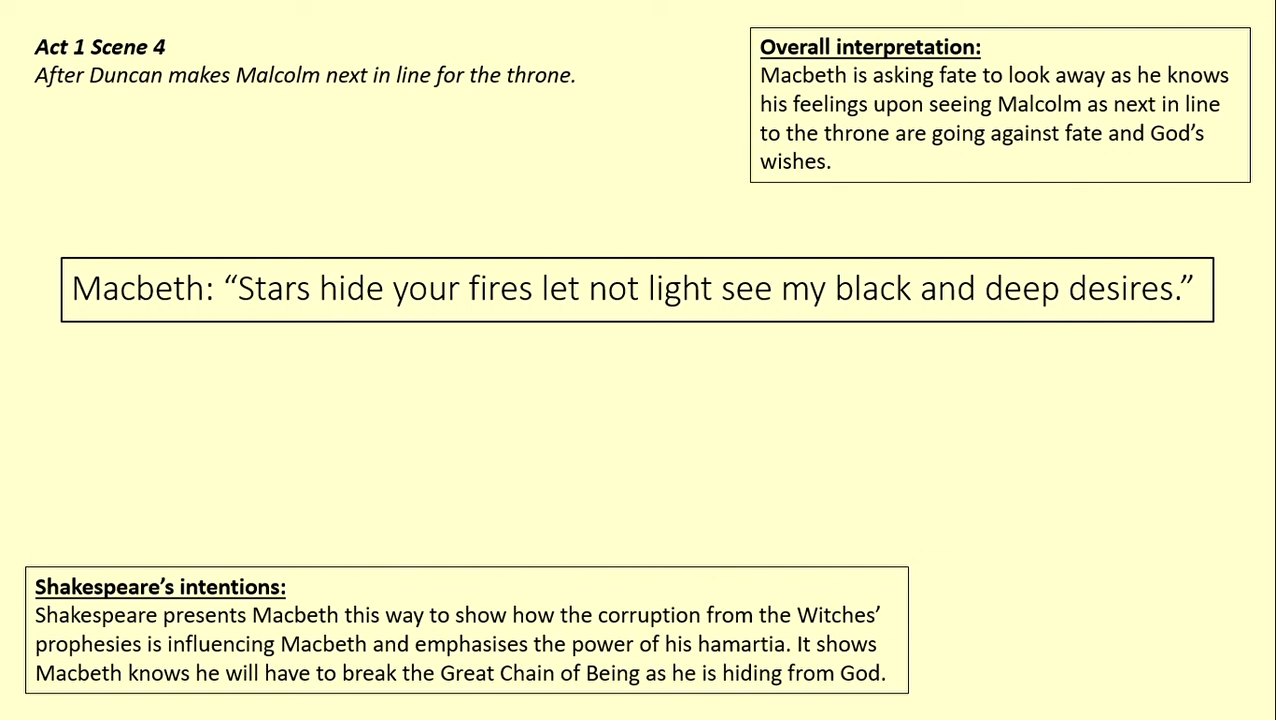 Act 1 Scene 4
After Duncan makes Malcolm next in line for the throne.
Overall interpretation:
Macbeth is asking fate to look away as he knows
his feelings upon seeing Malcolm as next in line
to the throne are going against fate and God’s
wishes.
Macbeth: “Stars hide your fires let not light see my black and deep desires.”
Shakespeare’s intentions:
Shakespeare presents Macbeth this way to show how the corruption from the Witches’
prophesies is influencing Macbeth and emphasises the power of his hamartia. It shows
Macbeth knows he will have to break the Great Chain of Being as he is hiding from God.